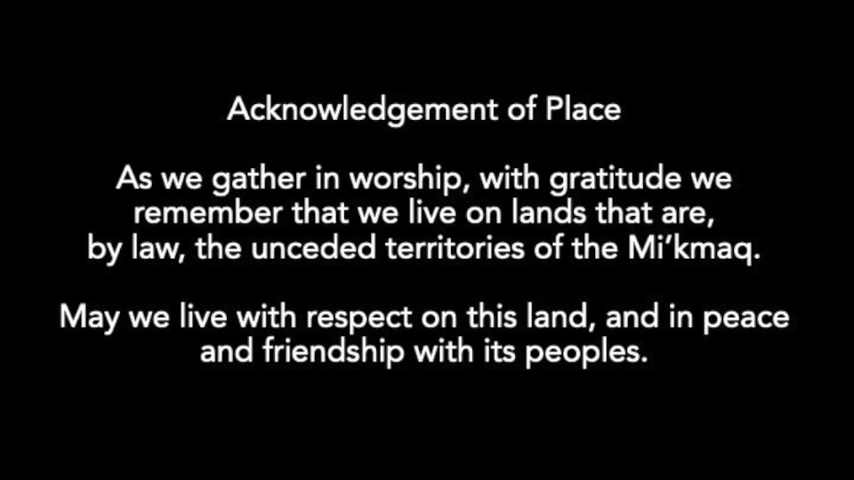 Acknowledgement of Place
As we gather in worship, with gratitude we
remember that we live on lands that are,
by law, the unceded territories of the Mi’kmaq.
May we live with respect on this land, and in peace
and friendship with its peoples.